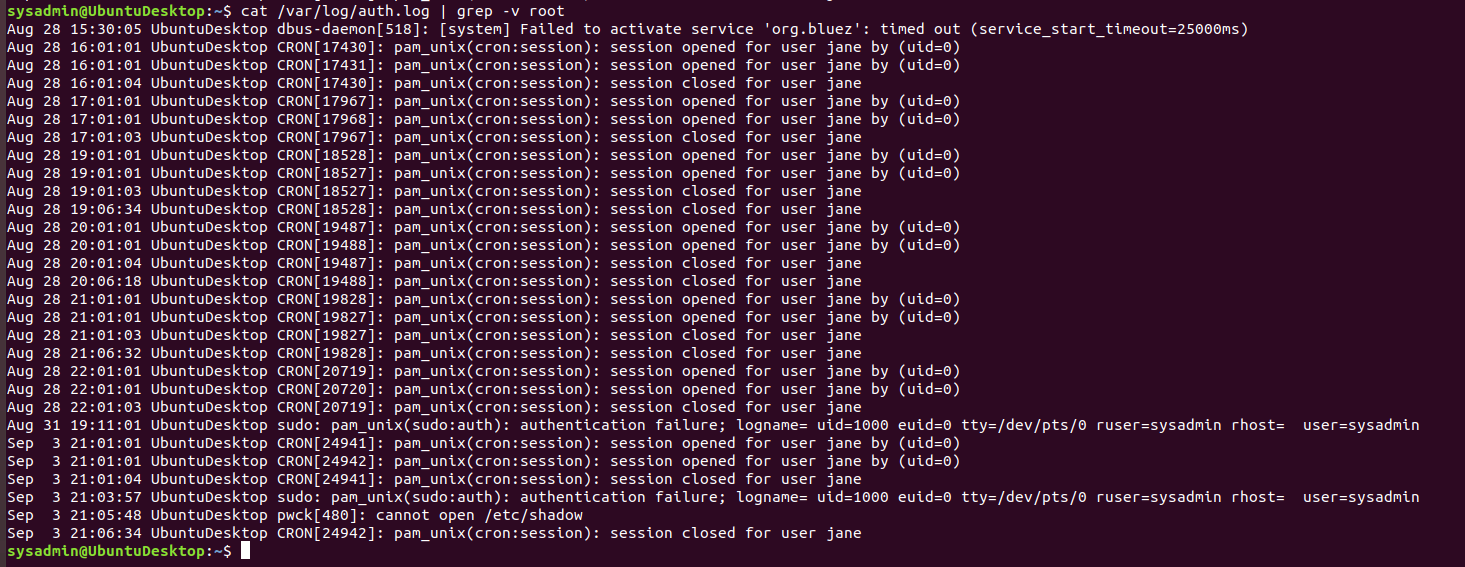 sysadmin@UbuntuDesktop:~$ cat /var/log/auth.log | grep -v root
Aug 28 15:30:05 UbuntuDesktop dbus-daemon[518]: [system] Failed to activate service 'org.bluez': timed out (service_start_timeout=25000ms)
Aug 28 16:01:01 UbuntuDesktop CRON[17430]: pam_unix(cron:session): session opened for user jane by (uid=0)
Aug 28 16:01:01 UbuntuDesktop CRON[17431]: pam_unix(cron:session): session opened for user jane by (uid=0)
Aug 28 16:01:04 UbuntuDesktop CRON[17430]: pam_unix(cron:session): session closed for user jane
Aug 28 17:01:01 UbuntuDesktop CRON[17967]: pam_unix(cron:session): session opened for user jane by (uid=0)
Aug 28 17:01:01 UbuntuDesktop CRON[17968]: pam_unix(cron:session): session opened for user jane by (uid=0)
Aug 28 17:01:03 UbuntuDesktop CRON[17967]: pam_unix(cron:session): session closed for user jane
Aug 28 19:01:01 UbuntuDesktop CRON[18528]: pam_unix(cron:session): session opened for user jane by (uid=0)
Aug 28 19:01:01 UbuntuDesktop CRON[18527]: pam_unix(cron:session): session opened for user jane by (uid=0)
Aug 28 19:01:03 UbuntuDesktop CRON[18527]: pam_unix(cron:session): session closed for user jane
Aug 28 19:06:34 UbuntuDesktop CRON[18528]: pam_unix(cron:session): session closed for user jane
Aug 28 20:01:01 UbuntuDesktop CRON[19487]: pam_unix(cron:session): session opened for user jane by (uid=0)
Aug 28 20:01:01 UbuntuDesktop CRON[19488]: pam_unix(cron:session): session opened for user jane by (uid=0)
Aug 28 20:01:04 UbuntuDesktop CRON[19487]: pam_unix(cron:session): session closed for user jane
Aug 28 20:06:18 UbuntuDesktop CRON[19488]: pam_unix(cron:session): session closed for user jane
Aug 28 21:01:01 UbuntuDesktop CRON[19828]: pam_unix(cron:session): session opened for user jane by (uid=0)
Aug 28 21:01:01 UbuntuDesktop CRON[19827]: pam_unix(cron:session): session opened for user jane by (uid=0)
Aug 28 21:01:03 UbuntuDesktop CRON[19827]: pam_unix(cron:session): session closed for user jane
Aug 28 21:06:32 UbuntuDesktop CRON[19828]: pam_unix(cron:session): session closed for user jane
Aug 28 22:01:01 UbuntuDesktop CRON[20719]: pam_unix(cron:session): session opened for user jane by (uid=0)
Aug 28 22:01:01 UbuntuDesktop CRON[20720]: pam_unix(cron:session): session opened for user jane by (uid=0)
Aug 28 22:01:03 UbuntuDesktop CRON[20719]: pam_unix(cron:session): session closed for user jane
Aug 31 19:11:01 UbuntuDesktop sudo: pam_unix(sudo:auth): authentication failure; logname= uid=1000 euid=0 tty=/dev/pts/0 ruser=sysadmin rhost=  user=sysadmin
Sep  3 21:01:01 UbuntuDesktop CRON[24941]: pam_unix(cron:session): session opened for user jane by (uid=0)
Sep  3 21:01:01 UbuntuDesktop CRON[24942]: pam_unix(cron:session): session opened for user jane by (uid=0)
Sep  3 21:01:04 UbuntuDesktop CRON[24941]: pam_unix(cron:session): session closed for user jane
Sep  3 21:03:57 UbuntuDesktop sudo: pam_unix(sudo:auth): authentication failure; logname= uid=1000 euid=0 tty=/dev/pts/0 ruser=sysadmin rhost=  user=sysadmin
Sep  3 21:05:48 UbuntuDesktop pwck[480]: cannot open /etc/shadow
Sep  3 21:06:34 UbuntuDesktop CRON[24942]: pam_unix(cron:session): session closed for user jane
sysadmin@UbuntuDesktop:~$